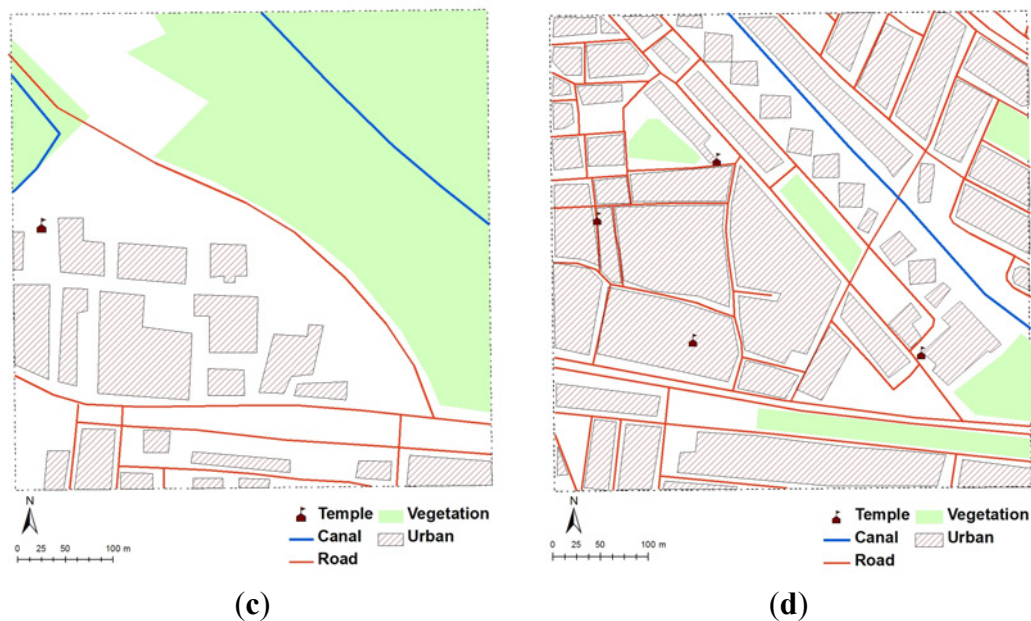 N
0 25 50 100 m
Temple Vegetation
Canal Urban
Road
(c)
N
0 25 50 100 m
Temple Vegetation
Canal Urban
Road
(d)